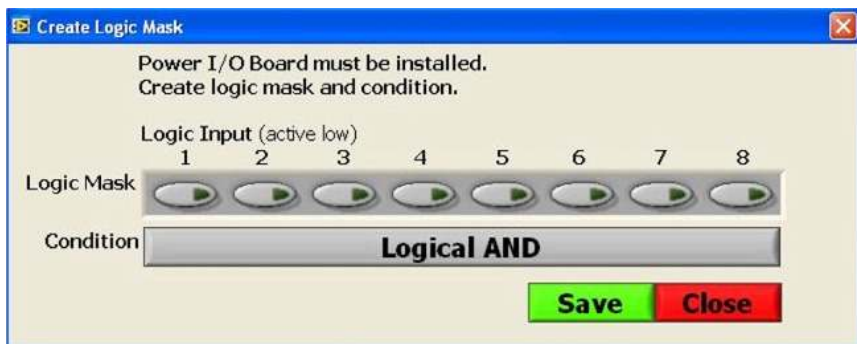 Create Logic Mask
Power I/O Board must be installed.
Create logic mask and condition.
Logic Input (active low)
1 2 3 4 5 6 7 8
Logic Mask
Condition Logical AND
Save Close